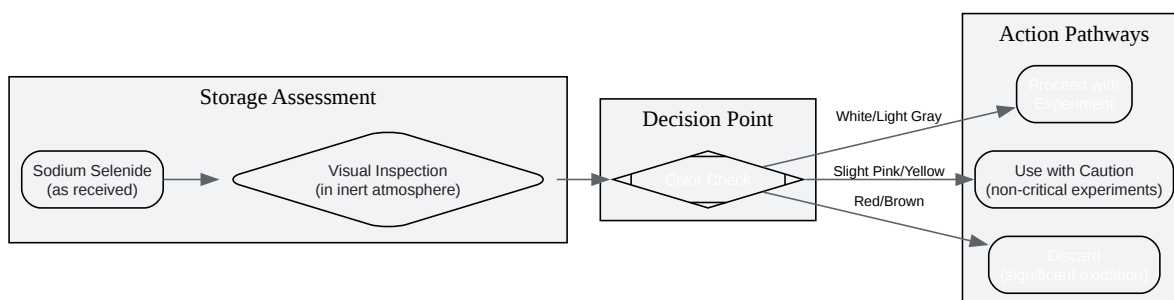 Storage Assessment
Sodium Selenide
(as received)
Visual Inspection
(in inert atmosphere)
Decision Point
Color Check
White/Light Gray
Slight Pink/Yellow
Red/Brown
Action Pathways
Proceed with
Experiment
Use with Caution
(non-critical experiments)
Discard
(significant oxidation)